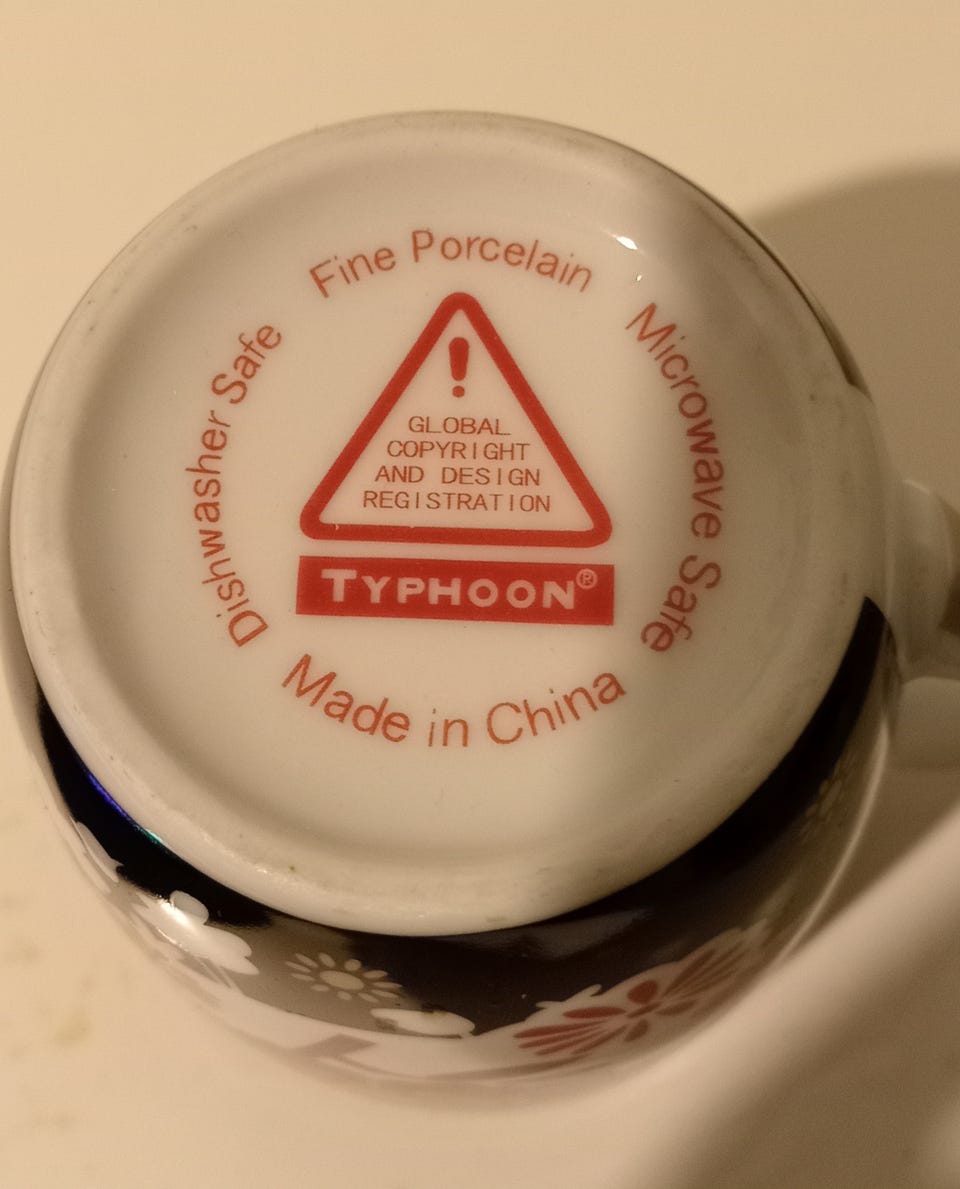 Fine Porcelain
Microwave Safe
Dishwasher Safe
!
GLOBAL
COPYRIGHT
AND DESIGN
REGISTRATION
TYPHOON®
Made in China